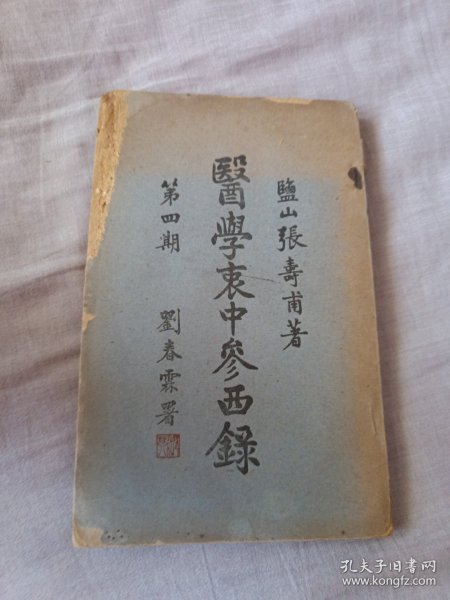 鹽山張壽甫著
醫學衷中參西錄
第四期 劉春霖署
孔夫子旧书网
www.kongfz.com